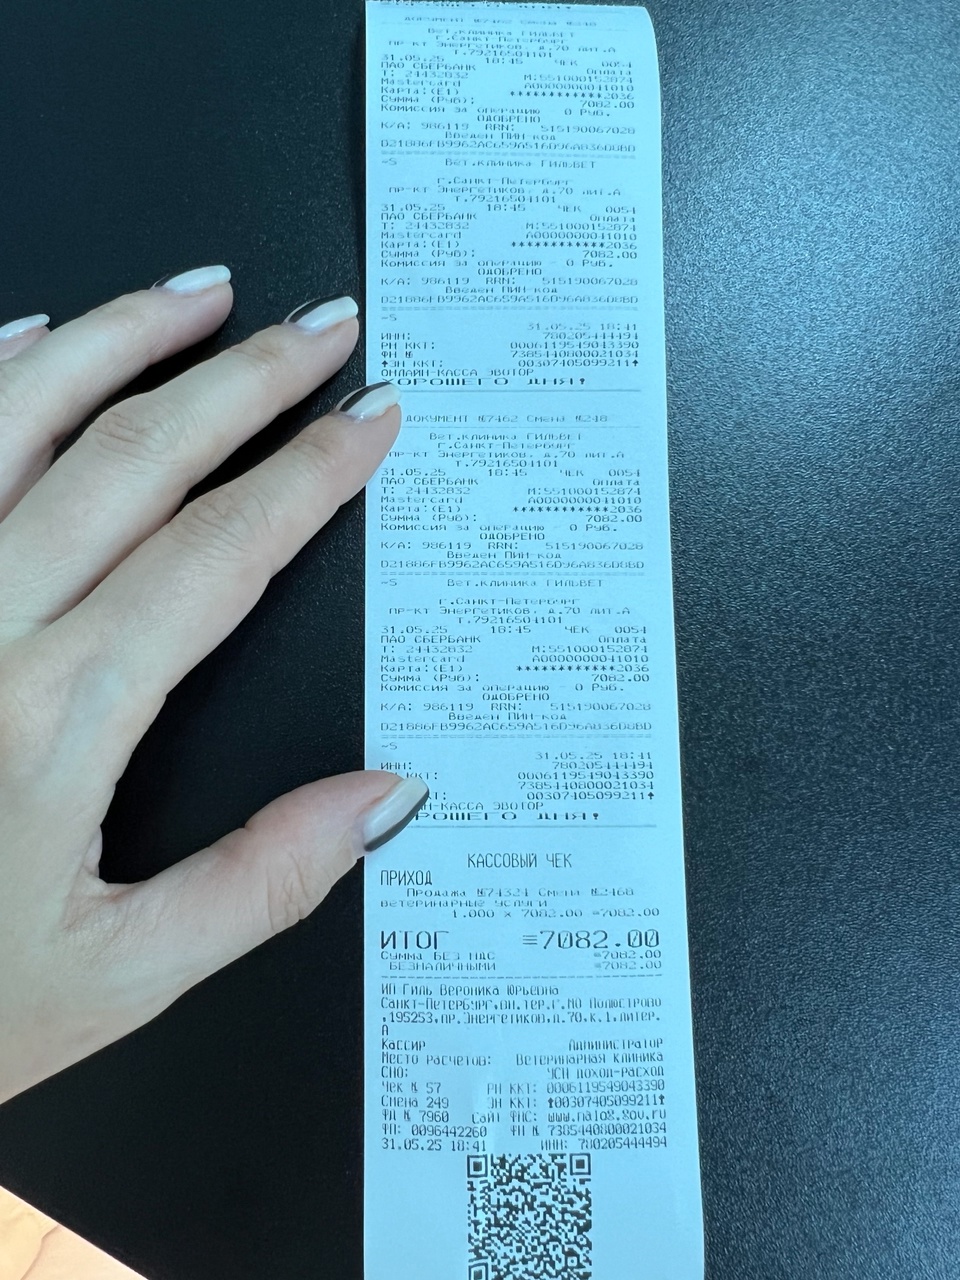 ДОКУМЕНТ №7462 Смена №248
Вет.клиника ГИЛЬВЕТ
г.Санкт-Петербург
пр-кт Энергетиков, д.70 лит.А
т.79216504101
31.05.25 18:45 ЧЕК 0054
ПАО СБЕРБАНК Оплата
Т: 24432832 М:551000152874
Mastercard A0000000041010
Карта:(E1) ************2036
Сумма (Руб): 7082.00
Комиссия за операцию - 0 Руб.
ОДОБРЕНО
К/А: 986119 RRN: 515190067028
Введен ПИН-код
D21886FB9962AC659A516D96A836D8BD
~S Вет.клиника ГИЛЬВЕТ
г.Санкт-Петербург
пр-кт Энергетиков, д.70 лит.А
т.79216504101
31.05.25 18:45 ЧЕК 0054
ПАО СБЕРБАНК Оплата
Т: 24432832 М:551000152874
Mastercard A0000000041010
Карта:(E1) ************2036
Сумма (Руб): 7082.00
Комиссия за операцию - 0 Руб.
ОДОБРЕНО
К/А: 986119 RRN: 515190067028
Введен ПИН-код
D21886FB9962AC659A516D96A836D8BD
~S
31.05.25 18:41
ИНН: 780205444494
РН ККТ: 0006119549043390
ФН № 7385440800021034
↑ЗН ККТ: 00307405099211↑
ОНЛАЙН-КАССА ЭВОТОР
ХОРОШЕГО ДНЯ!
ДОКУМЕНТ №7462 Смена №248
Вет.клиника ГИЛЬВЕТ
г.Санкт-Петербург
пр-кт Энергетиков, д.70 лит.А
т.79216504101
31.05.25 18:45 ЧЕК 0054
ПАО СБЕРБАНК Оплата
Т: 24432832 М:551000152874
Mastercard A0000000041010
Карта:(E1) ************2036
Сумма (Руб): 7082.00
Комиссия за операцию - 0 Руб.
ОДОБРЕНО
К/А: 986119 RRN: 515190067028
Введен ПИН-код
D21886FB9962AC659A516D96A836D8BD
~S Вет.клиника ГИЛЬВЕТ
г.Санкт-Петербург
пр-кт Энергетиков, д.70 лит.А
т.79216504101
31.05.25 18:45 ЧЕК 0054
ПАО СБЕРБАНК Оплата
Т: 24432832 М:551000152874
Mastercard A0000000041010
Карта:(E1) ************2036
Сумма (Руб): 7082.00
Комиссия за операцию - 0 Руб.
ОДОБРЕНО
К/А: 986119 RRN: 515190067028
Введен ПИН-код
D21886FB9962AC659A516D96A836D8BD
~S
31.05.25 18:41
ИНН: 780205444494
ККТ: 0006119549043390
7385440800021034
КТ: 00307405099211↑
Н-КАССА ЭВОТОР
РОШЕГО ДНЯ!
КАССОВЫЙ ЧЕК
ПРИХОД
Продажа №74321 Смена №2468
Ветеринарные услуги
1.000 x 7082.00 =7082.00
ИТОГ ≡7082.00
Сумма БЕЗ НДС =7082.00
БЕЗНАЛИЧНЫМИ =7082.00
ИП Гиль Вероника Юрьевна
Санкт-Петербург,вн.тер.г.МО Полюстрово
,195253,пр.Энергетиков,д.70,к.1,литер.
А
Кассир Администратор
Место расчетов: Ветеринарная клиника
СНО: УСН доход-расход
Чек № 57 РН ККТ: 0006119549043390
Смена 249 ЗН ККТ: ↑00307405099211↑
ФД № 7960 Сайт ФНС: www.nalog.gov.ru
ФП: 0096442260 ФН № 7385440800021034
31.05.25 18:41 ИНН: 780205444494